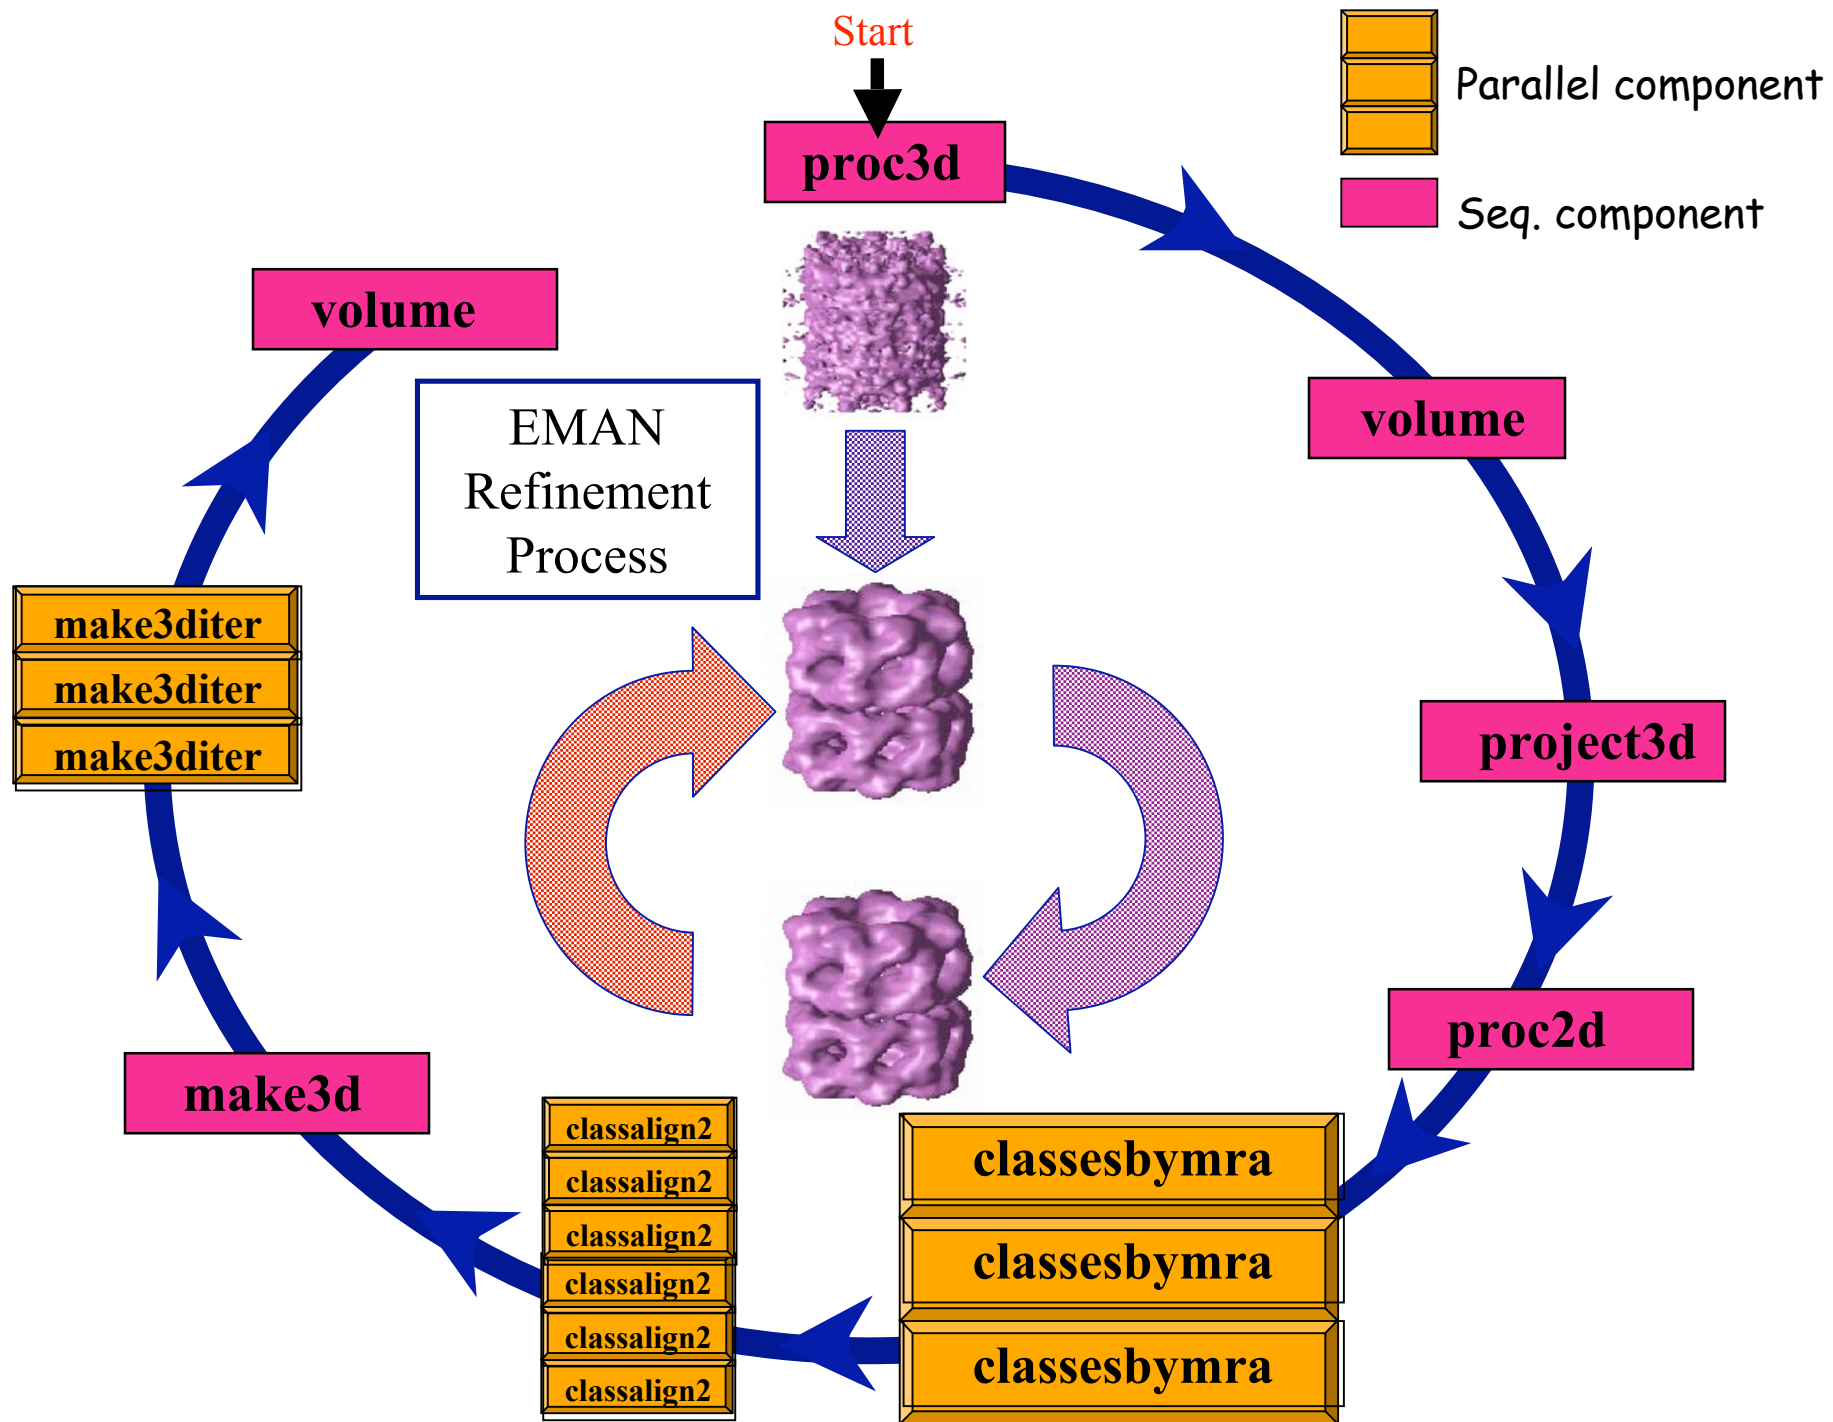 Start
Parallel component
Seq. component
proc3d
volume
volume
EMAN
Refinement
Process
project3d
proc2d
classesbymra
classesbymra
classesbymra
classalign2
classalign2
classalign2
classalign2
classalign2
classalign2
make3d
make3diter
make3diter
make3diter